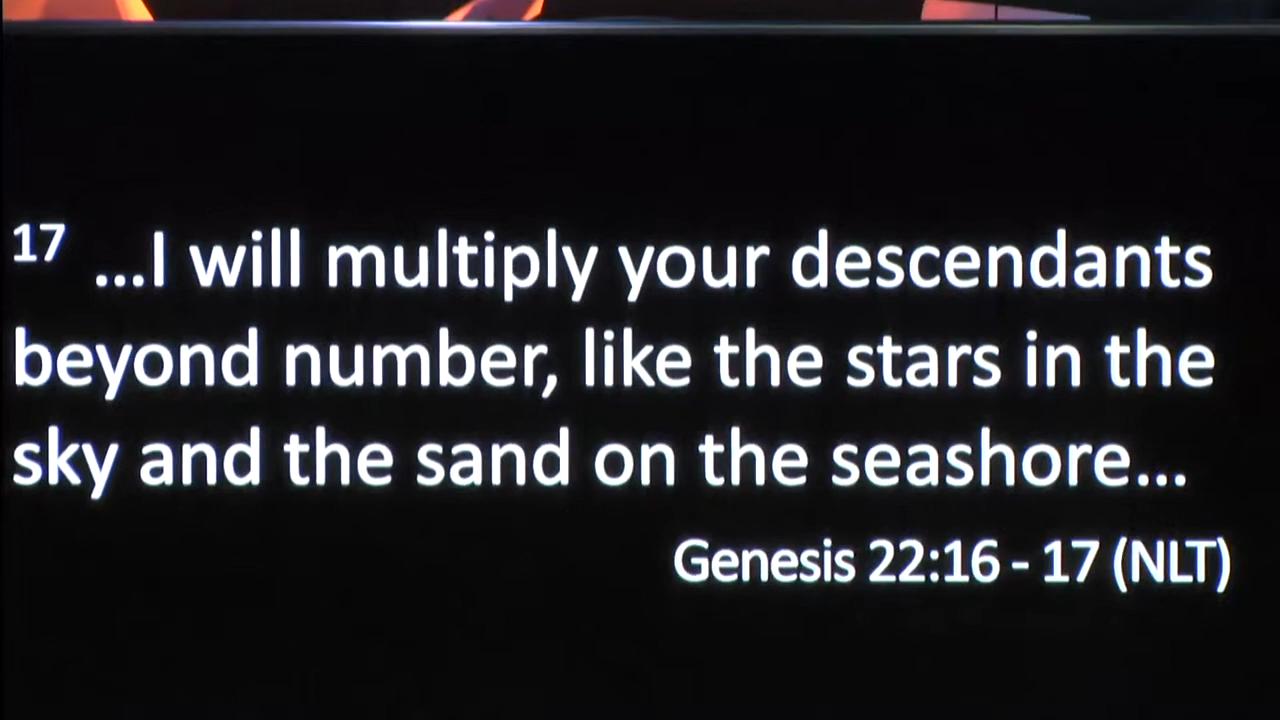 17 ...I will multiply your descendants
beyond number, like the stars in the
sky and the sand on the seashore...
Genesis 22:16 - 17 (NLT)